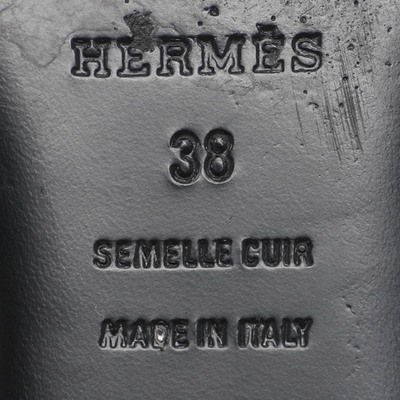 HERMÈS
38
SEMELLE CUIR
MADE IN ITALY